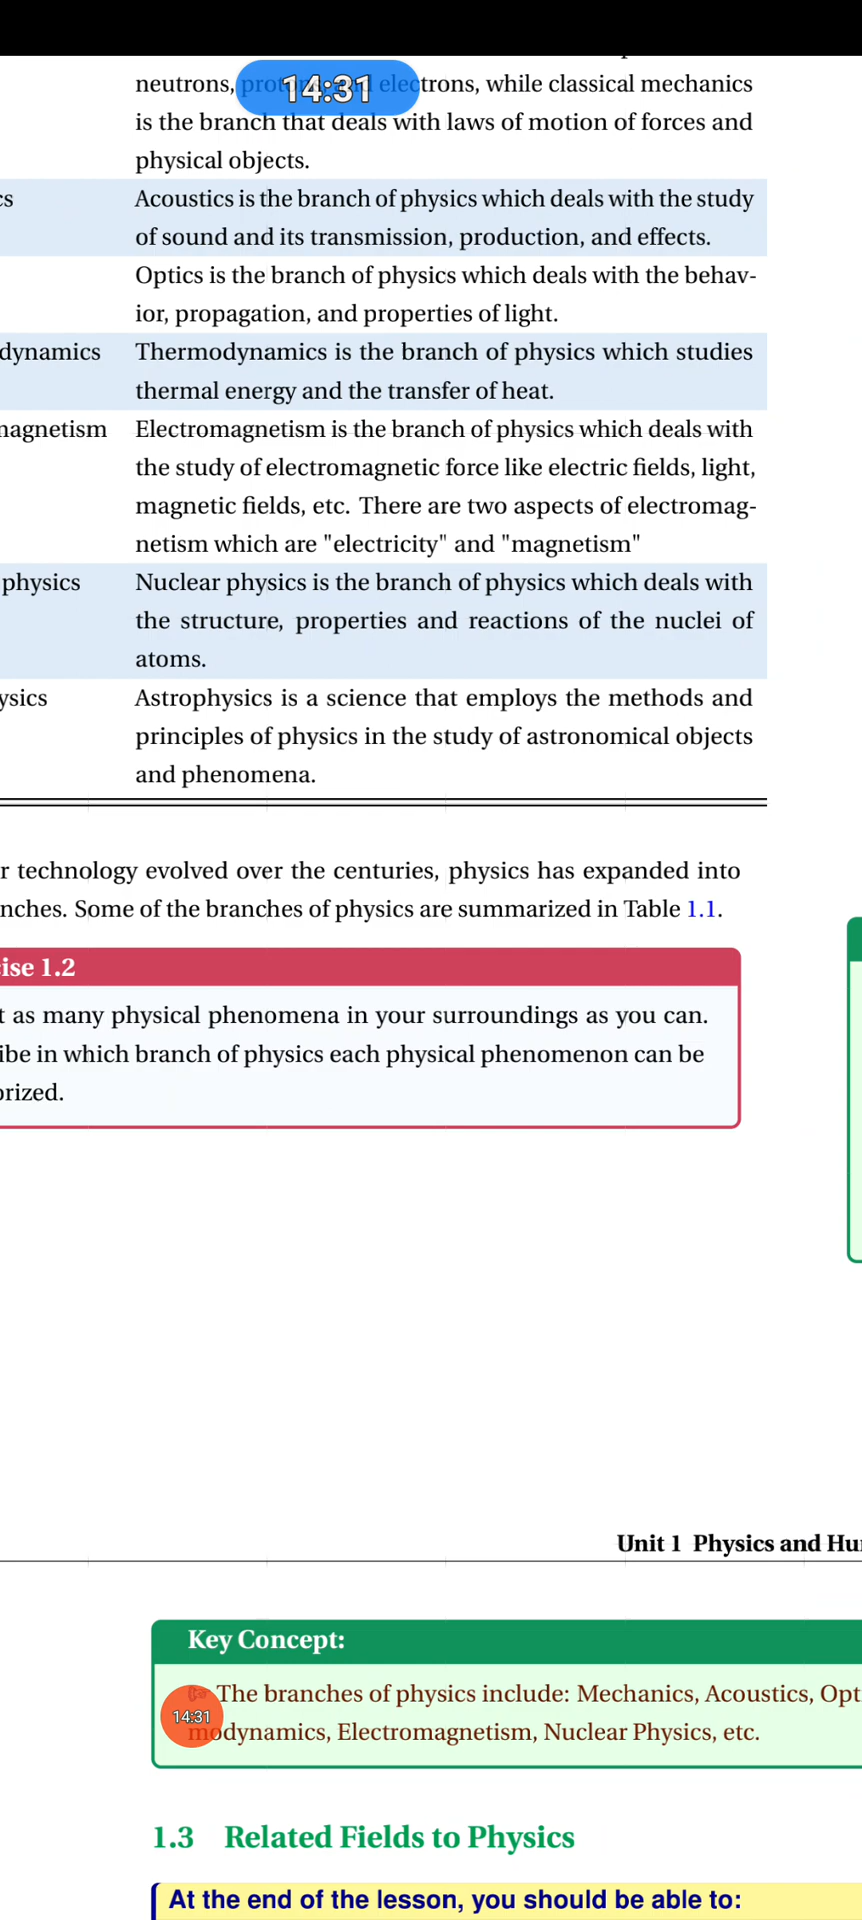 neutrons, protons, and electrons, while classical mechanics
14:31
is the branch that deals with laws of motion of forces and
physical objects.
cs Acoustics is the branch of physics which deals with the study
of sound and its transmission, production, and effects.
Optics is the branch of physics which deals with the behav-
ior, propagation, and properties of light.
dynamics Thermodynamics is the branch of physics which studies
thermal energy and the transfer of heat.
magnetism Electromagnetism is the branch of physics which deals with
the study of electromagnetic force like electric fields, light,
magnetic fields, etc. There are two aspects of electromag-
netism which are "electricity" and "magnetism"
physics Nuclear physics is the branch of physics which deals with
the structure, properties and reactions of the nuclei of
atoms.
ysics Astrophysics is a science that employs the methods and
principles of physics in the study of astronomical objects
and phenomena.
r technology evolved over the centuries, physics has expanded into
nches. Some of the branches of physics are summarized in Table 1.1.
ise 1.2
t as many physical phenomena in your surroundings as you can.
ibe in which branch of physics each physical phenomenon can be
orized.
Unit 1 Physics and Hu
Key Concept:
The branches of physics include: Mechanics, Acoustics, Opt
14:31
modynamics, Electromagnetism, Nuclear Physics, etc.
1.3 Related Fields to Physics
At the end of the lesson, you should be able to: